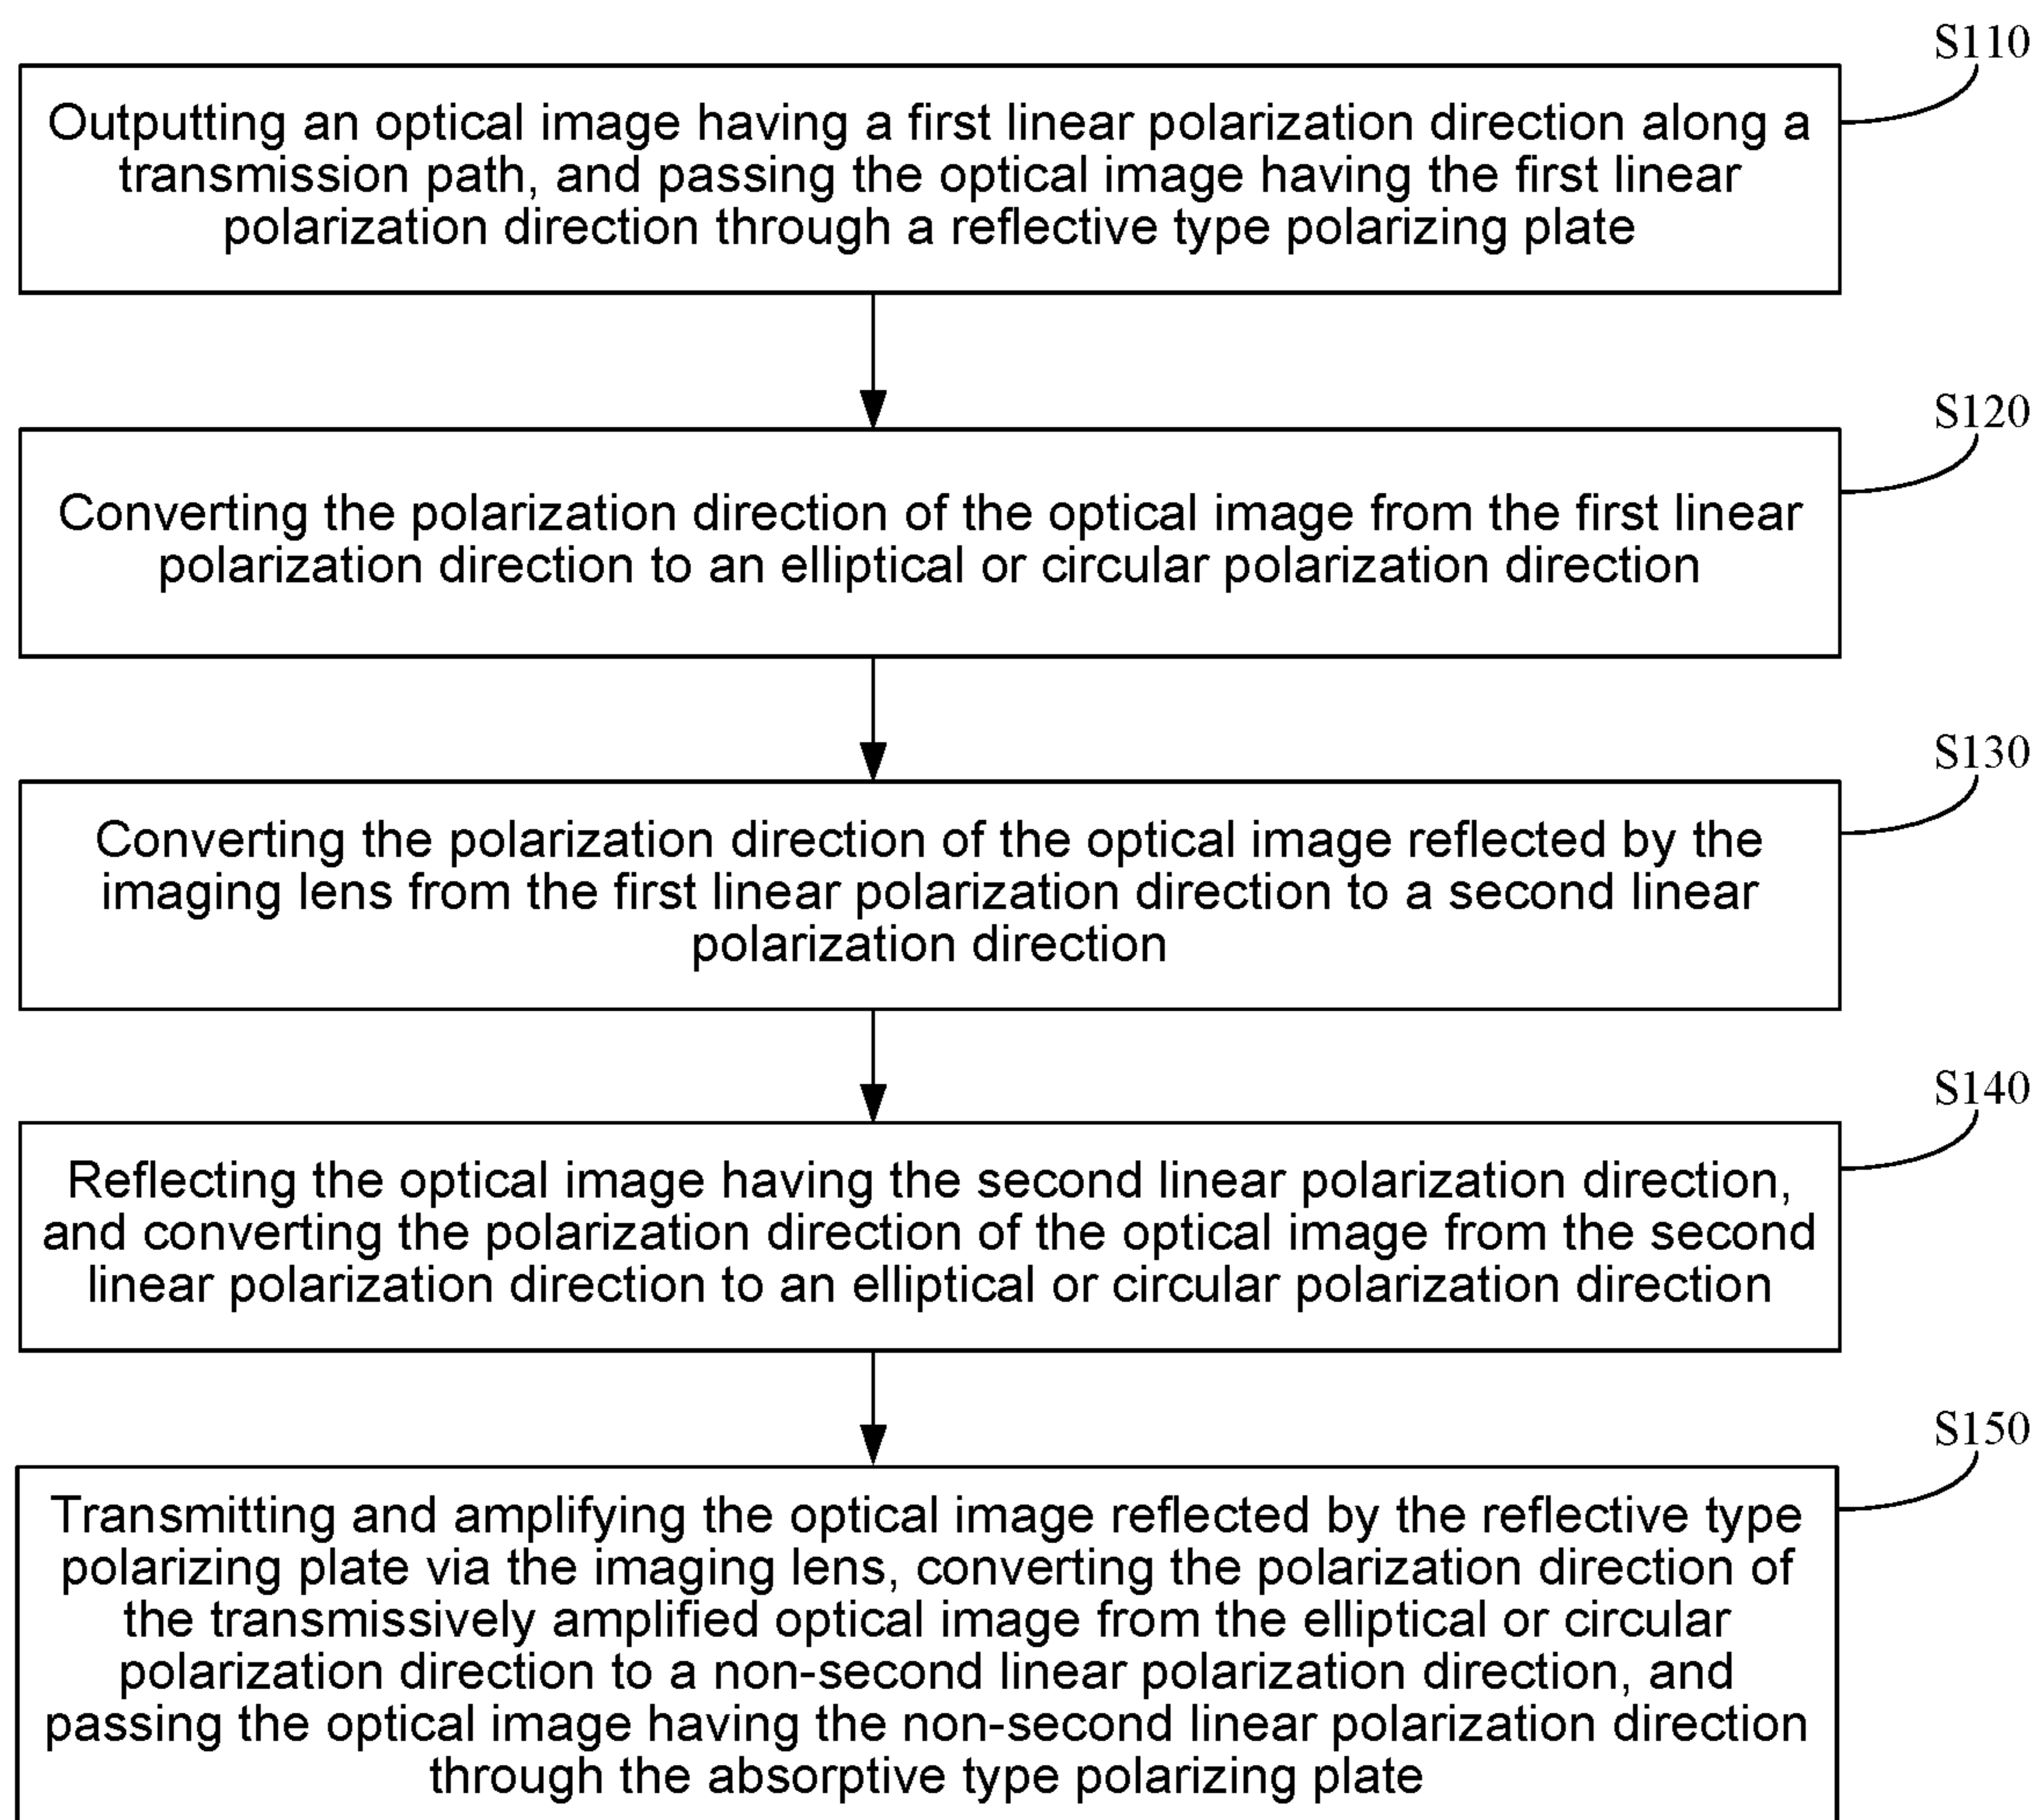 S110
Outputting an optical image having a first linear polarization direction along a
transmission path, and passing the optical image having the first linear
polarization direction through a reflective type polarizing plate
S120
Converting the polarization direction of the optical image from the first linear
polarization direction to an elliptical or circular polarization direction
S130
Converting the polarization direction of the optical image reflected by the
imaging lens from the first linear polarization direction to a second linear
polarization direction
S140
Reflecting the optical image having the second linear polarization direction,
and converting the polarization direction of the optical image from the second
linear polarization direction to an elliptical or circular polarization direction
S150
Transmitting and amplifying the optical image reflected by the reflective type
polarizing plate via the imaging lens, converting the polarization direction of
the transmissively amplified optical image from the elliptical or circular
polarization direction to a non-second linear polarization direction, and
passing the optical image having the non-second linear polarization direction
through the absorptive type polarizing plate